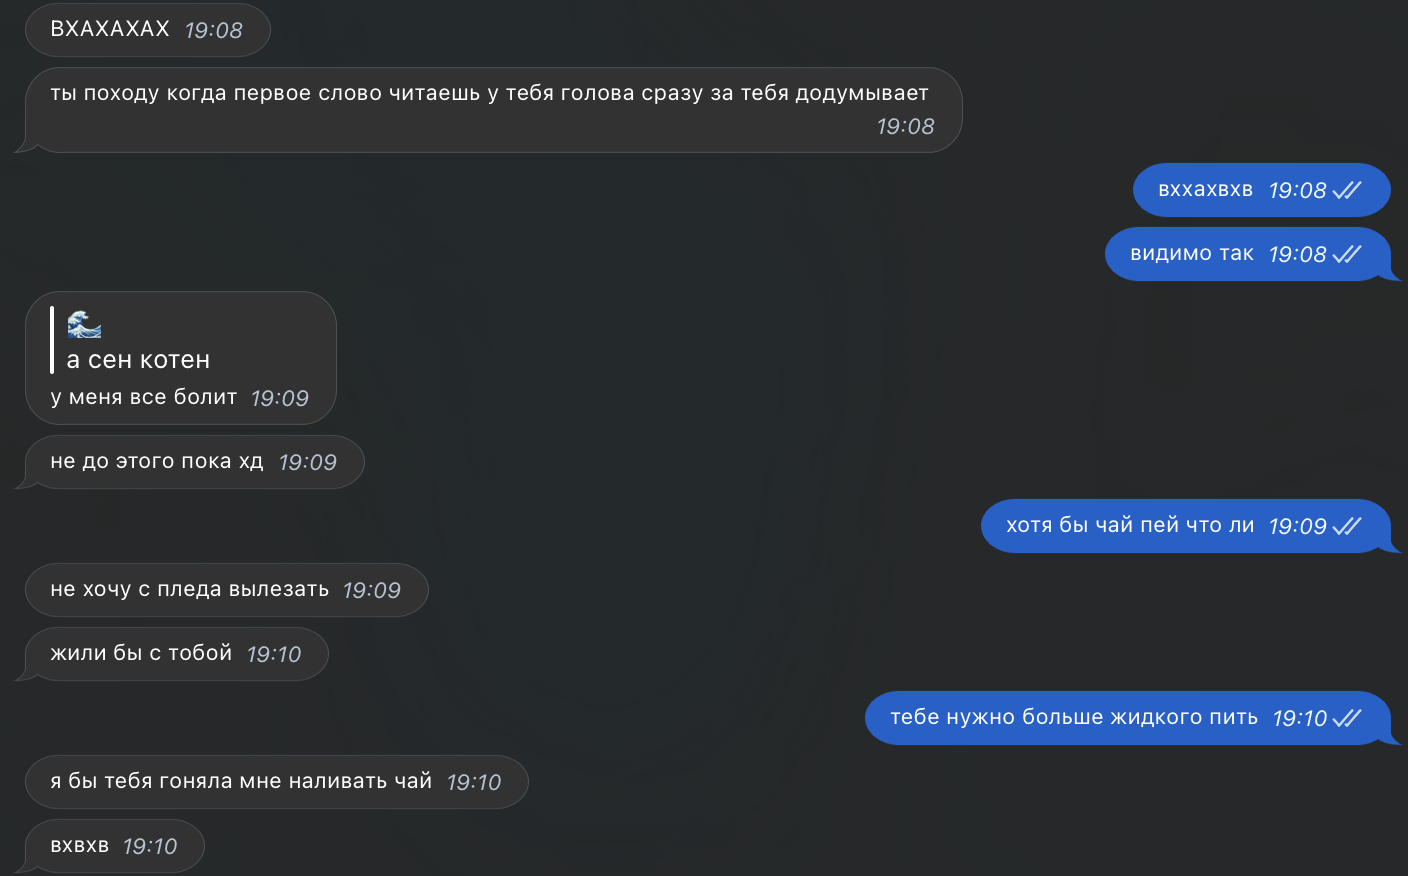 ВХАХАХАХ 19:08
ты походу когда первое слово читаешь у тебя голова сразу за тебя додумывает
19:08
вххахвхв 19:08
видимо так 19:08
🌊
а сен котен
у меня все болит 19:09
не до этого пока хд 19:09
хотя бы чай пей что ли 19:09
не хочу с пледа вылезать 19:09
жили бы с тобой 19:10
тебе нужно больше жидкого пить 19:10
я бы тебя гоняла мне наливать чай 19:10
вхвхв 19:10